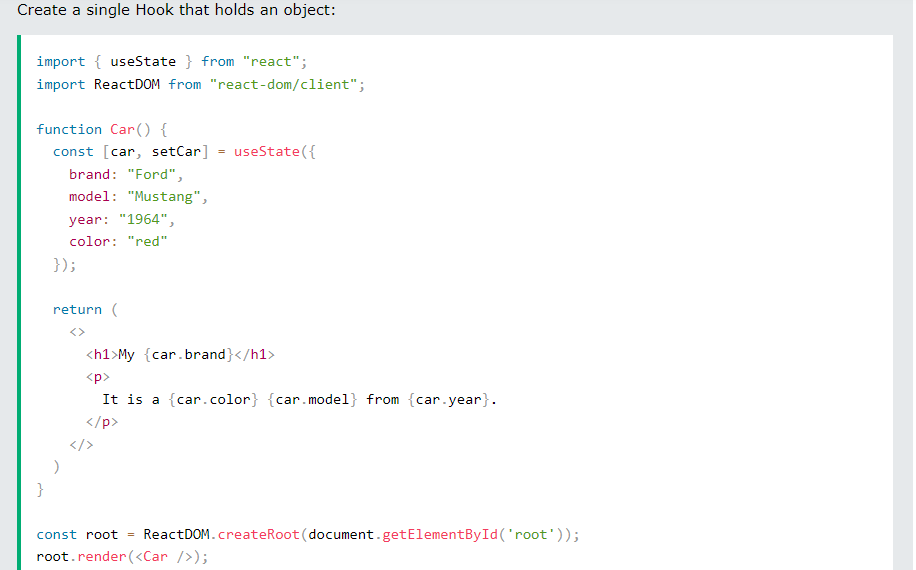 Create a single Hook that holds an object:
import { useState } from "react";
import ReactDOM from "react-dom/client";
function Car() {
const [car, setCar] = useState({
brand: "Ford",
model: "Mustang",
year: "1964",
color: "red"
});
return (
<>
<h1>My {car.brand}</h1>
<p>
It is a {car.color} {car.model} from {car.year}.
</p>
</>
)
}
const root = ReactDOM.createRoot(document.getElementById('root'));
root.render(<Car />);